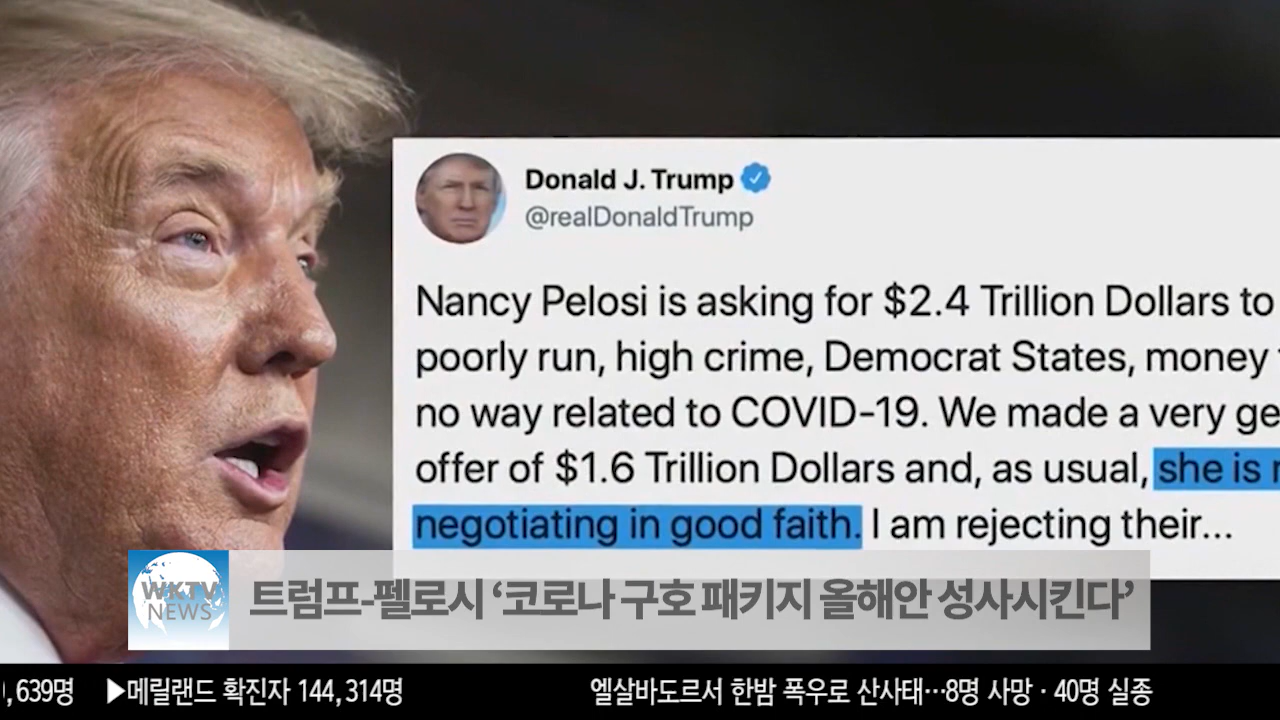 Donald J. Trump
@realDonaldTrump
Nancy Pelosi is asking for $2.4 Trillion Dollars to
poorly run, high crime, Democrat States, money
no way related to COVID-19. We made a very ge
offer of $1.6 Trillion Dollars and, as usual, she is
negotiating in good faith. I am rejecting their...
WKTV
NEWS
트럼프-펠로시 ‘코로나 구호 패키지 올해안 성사시킨다’
,639명 ▶메릴랜드 확진자 144,314명 엘살바도르서 한밤 폭우로 산사태…8명 사망·40명 실종